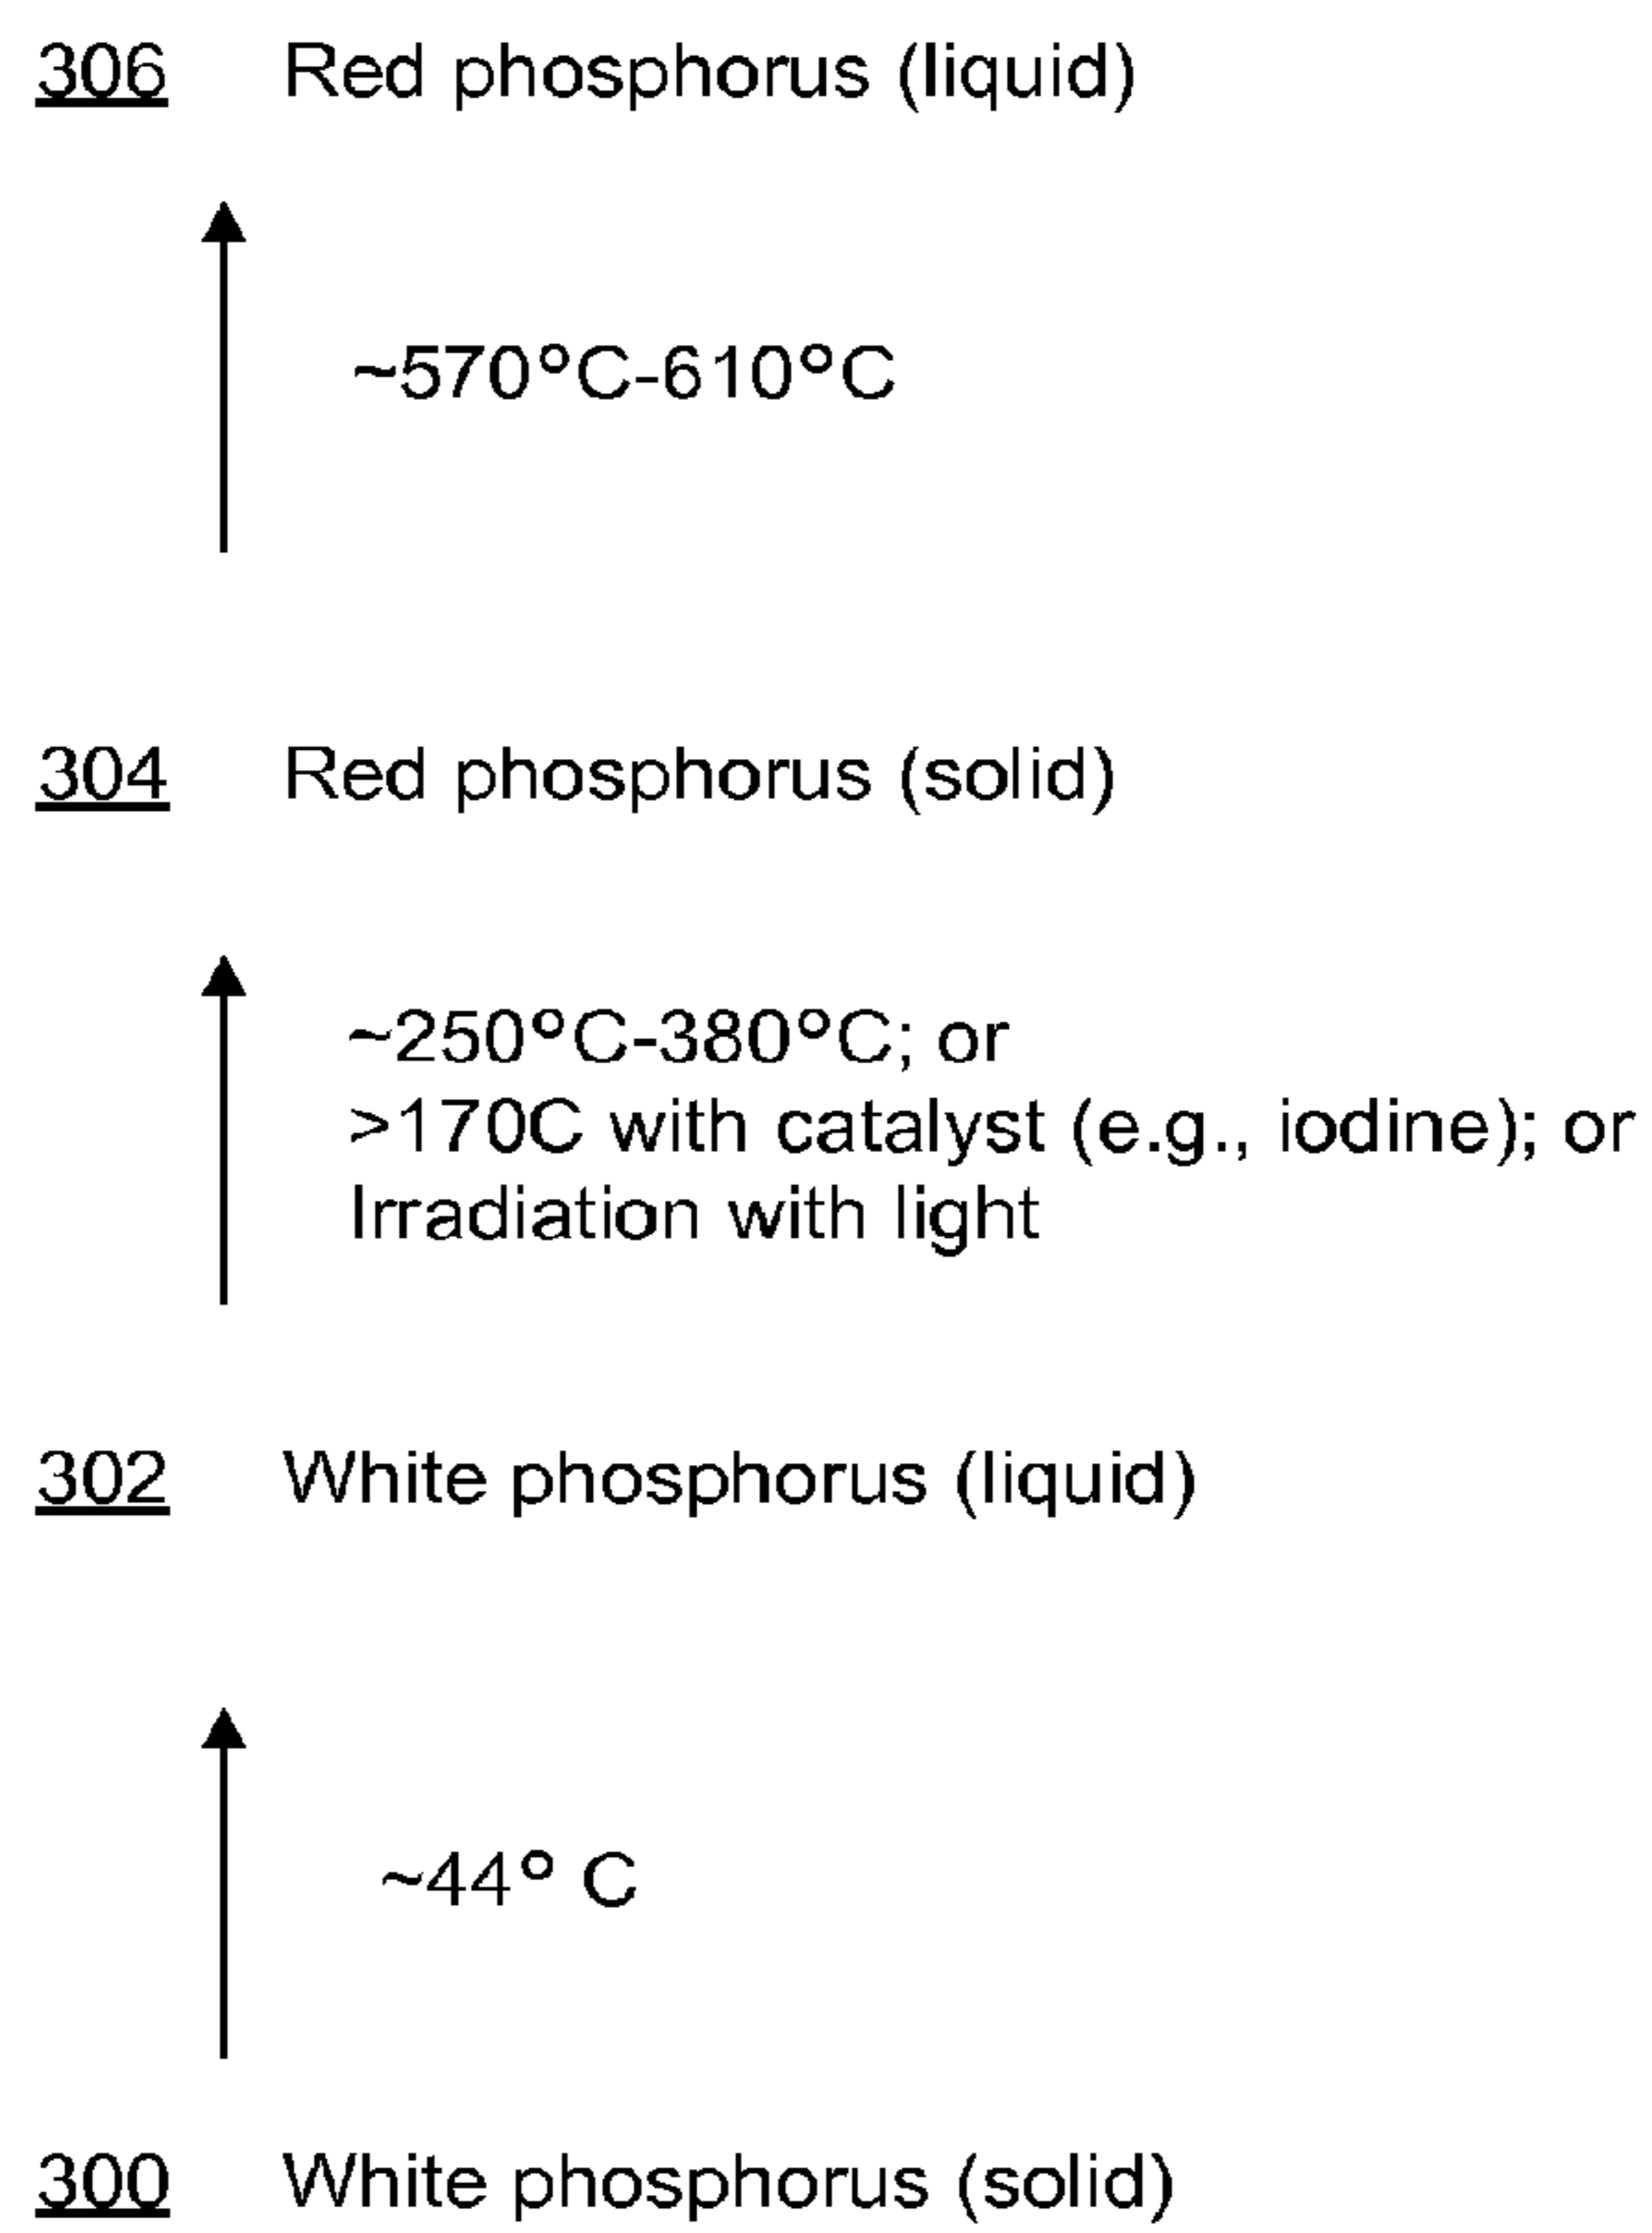 306 Red phosphorus (liquid)
~570°C-610°C
304 Red phosphorus (solid)
~250°C-380°C; or
>170C with catalyst (e.g., iodine); or
Irradiation with light
302 White phosphorus (liquid)
~44° C
300 White phosphorus (solid)